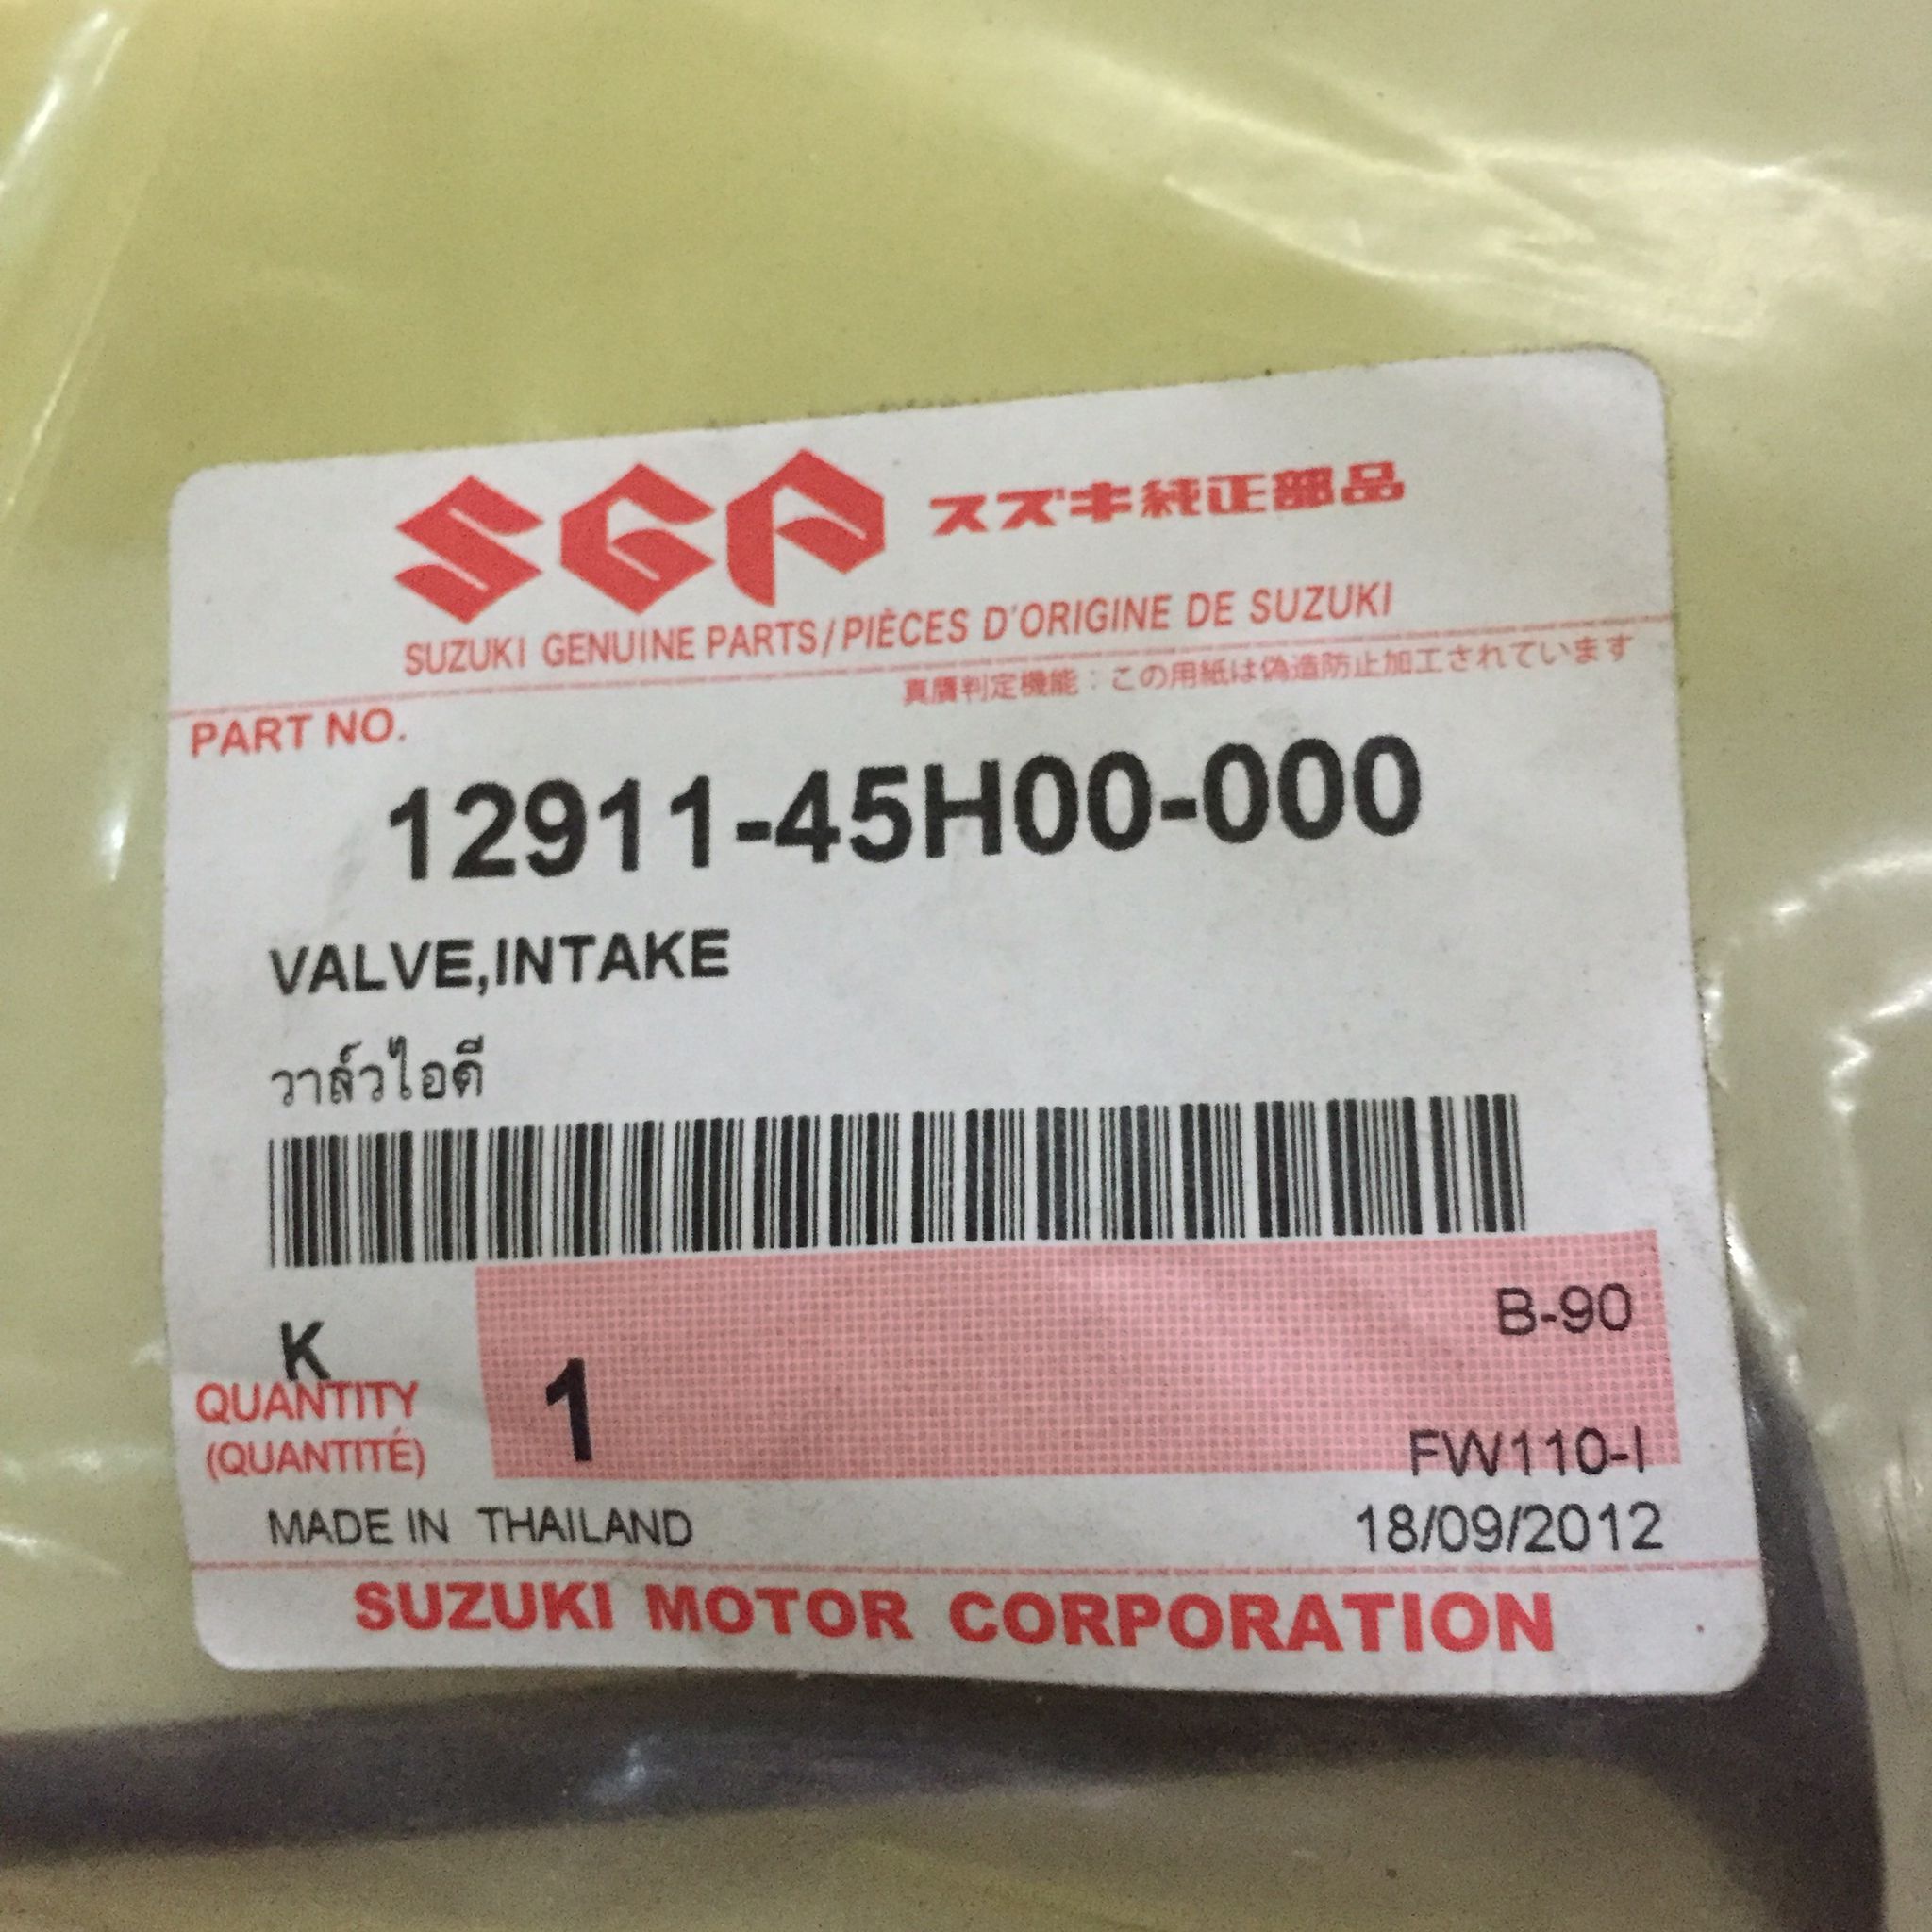 SGP スズキ純正部品
SUZUKI GENUINE PARTS/PIÈCES D'ORIGINE DE SUZUKI
真贋判定機能：この用紙は偽造防止加工されています
PART NO.
12911-45H00-000
VALVE,INTAKE
วาล์วไอดี
B-90
K
QUANTITY
1
(QUANTITÉ)
FW110-I
MADE IN THAILAND
18/09/2012
SUZUKI MOTOR CORPORATION